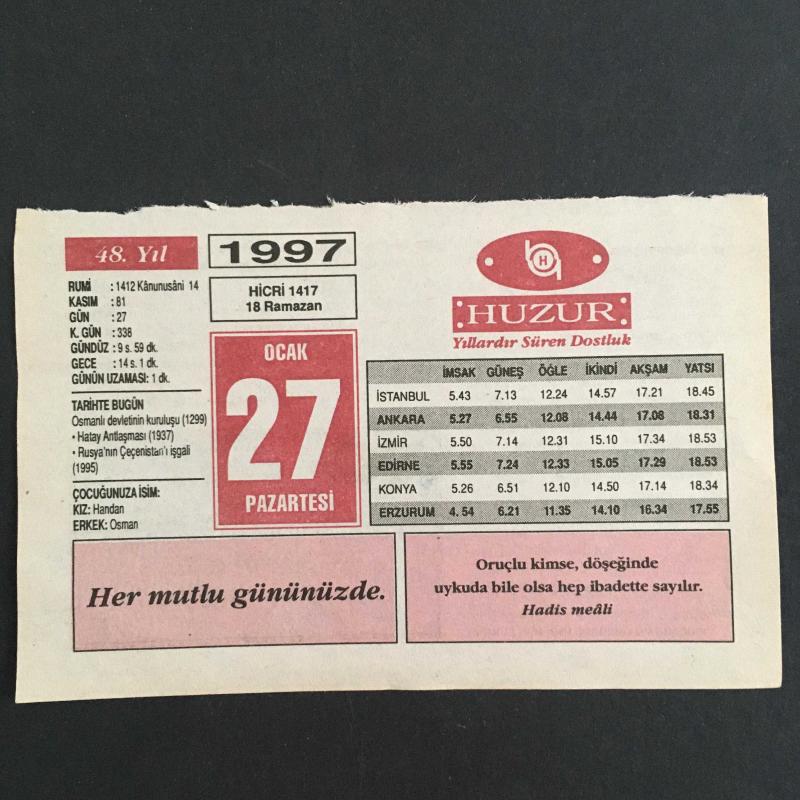 48. Yıl
1997
RUMİ : 1412 Kânunusâni 14
KASIM : 81
GÜN : 27
K. GÜN : 338
GÜNDÜZ : 9 s. 59 dk.
GECE : 14 s. 1 dk.
GÜNÜN UZAMASI: 1 dk.
HİCRİ 1417
18 Ramazan
TARİHTE BUGÜN
Osmanlı devletinin kuruluşu (1299)
• Hatay Antlaşması (1937)
• Rusya'nın Çeçenistan'ı işgali
(1995)
ÇOCUĞUNUZA İSİM:
KIZ: Handan
ERKEK: Osman
OCAK
27
PAZARTESİ
H
HUZUR
Yıllardır Süren Dostluk
İMSAK GÜNEŞ ÖĞLE İKİNDİ AKŞAM YATSI
İSTANBUL 5.43 7.13 12.24 14.57 17.21 18.45
ANKARA 5.27 6.55 12.08 14.44 17.08 18.31
İZMİR 5.50 7.14 12.31 15.10 17.34 18.53
EDİRNE 5.55 7.24 12.33 15.05 17.29 18.53
KONYA 5.26 6.51 12.10 14.50 17.14 18.34
ERZURUM 4. 54 6.21 11.35 14.10 16.34 17.55
Her mutlu gününüzde.
Oruçlu kimse, döşeğinde
uykuda bile olsa hep ibadette sayılır.
Hadis meâli